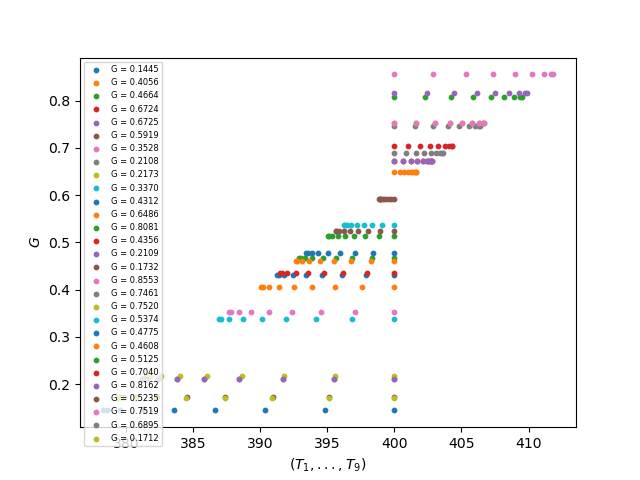 G = 0.1445
G = 0.4056
G = 0.4664
G = 0.6724
G = 0.6725
G = 0.5919
G = 0.3528
G = 0.2108
G = 0.2173
G = 0.3370
G = 0.4312
G = 0.6486
G = 0.8081
G = 0.4356
G = 0.2109
G = 0.1732
G = 0.8553
G = 0.7461
G = 0.7520
G = 0.5374
G = 0.4775
G = 0.4608
G = 0.5125
G = 0.7040
G = 0.8162
G = 0.5235
G = 0.7519
G = 0.6895
G = 0.1712
0.8
0.7
0.6
0.5
0.4
0.3
0.2
G
380 385 390 395 400 405 410
(T₁, . . . , T₉)